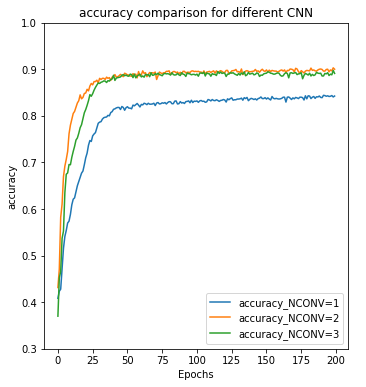 accuracy comparison for different CNN
1.0
0.9
0.8
0.7
0.6
0.5
0.4
0.3
accuracy
0 25 50 75 100 125 150 175 200
Epochs
accuracy_NCONV=1
accuracy_NCONV=2
accuracy_NCONV=3